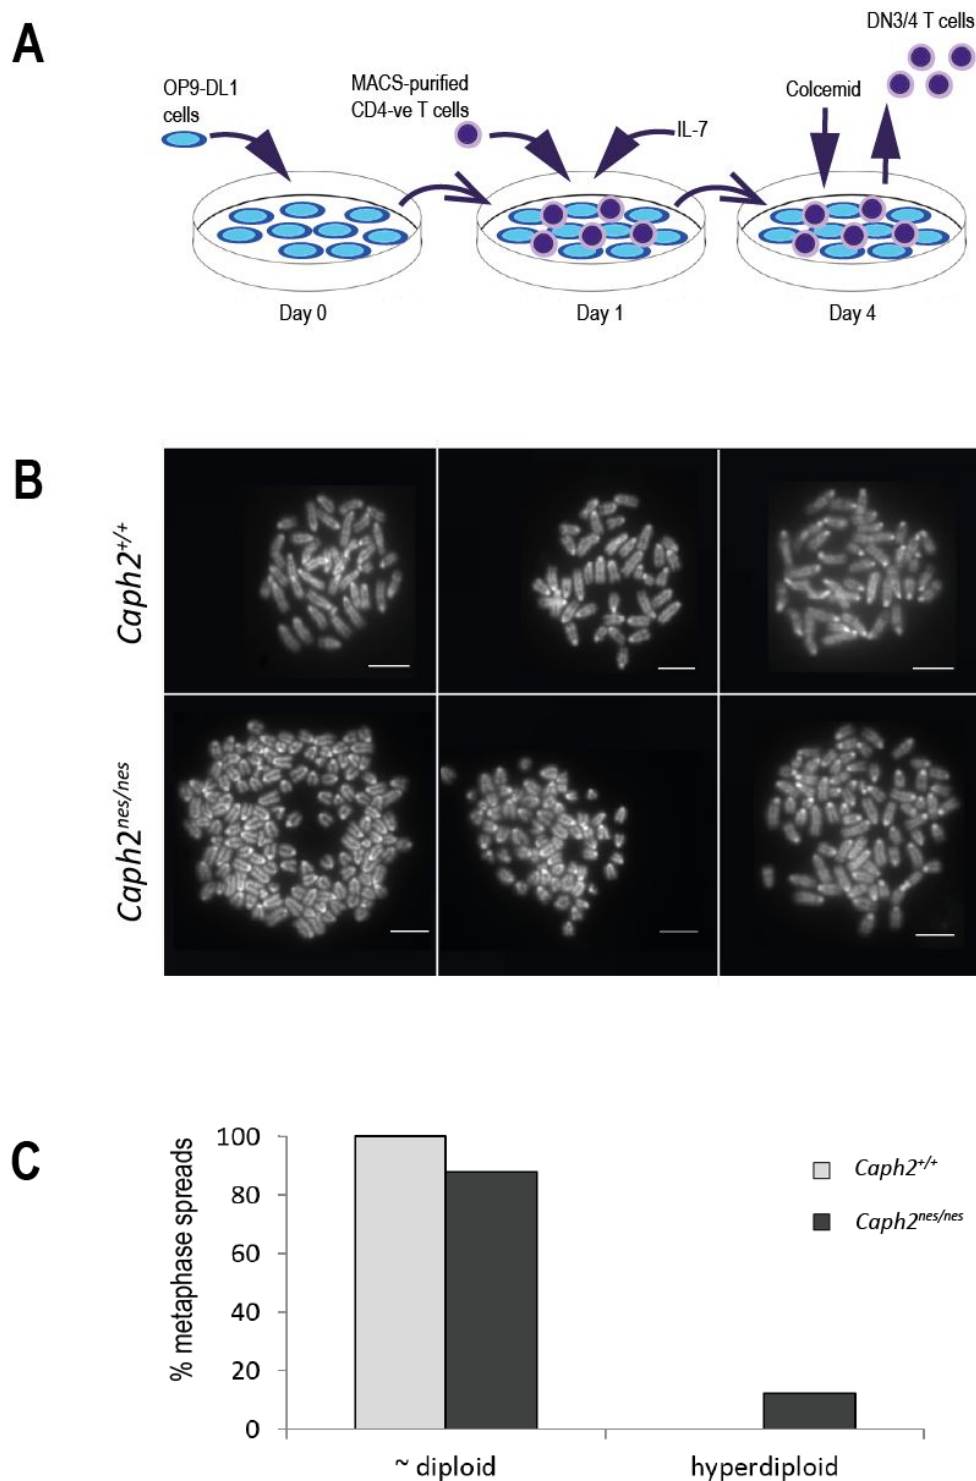 A
OP9-DL1
cells
MACS-purified
CD4-ve T cells
IL-7
Colcemid
DN3/4 T cells
Day 0
Day 1
Day 4
B
Caph2+/+
Caph2nes/nes
C
% metaphase spreads
100
80
60
40
20
0
~ diploid
hyperdiploid
Caph2+/+
Caph2nes/nes